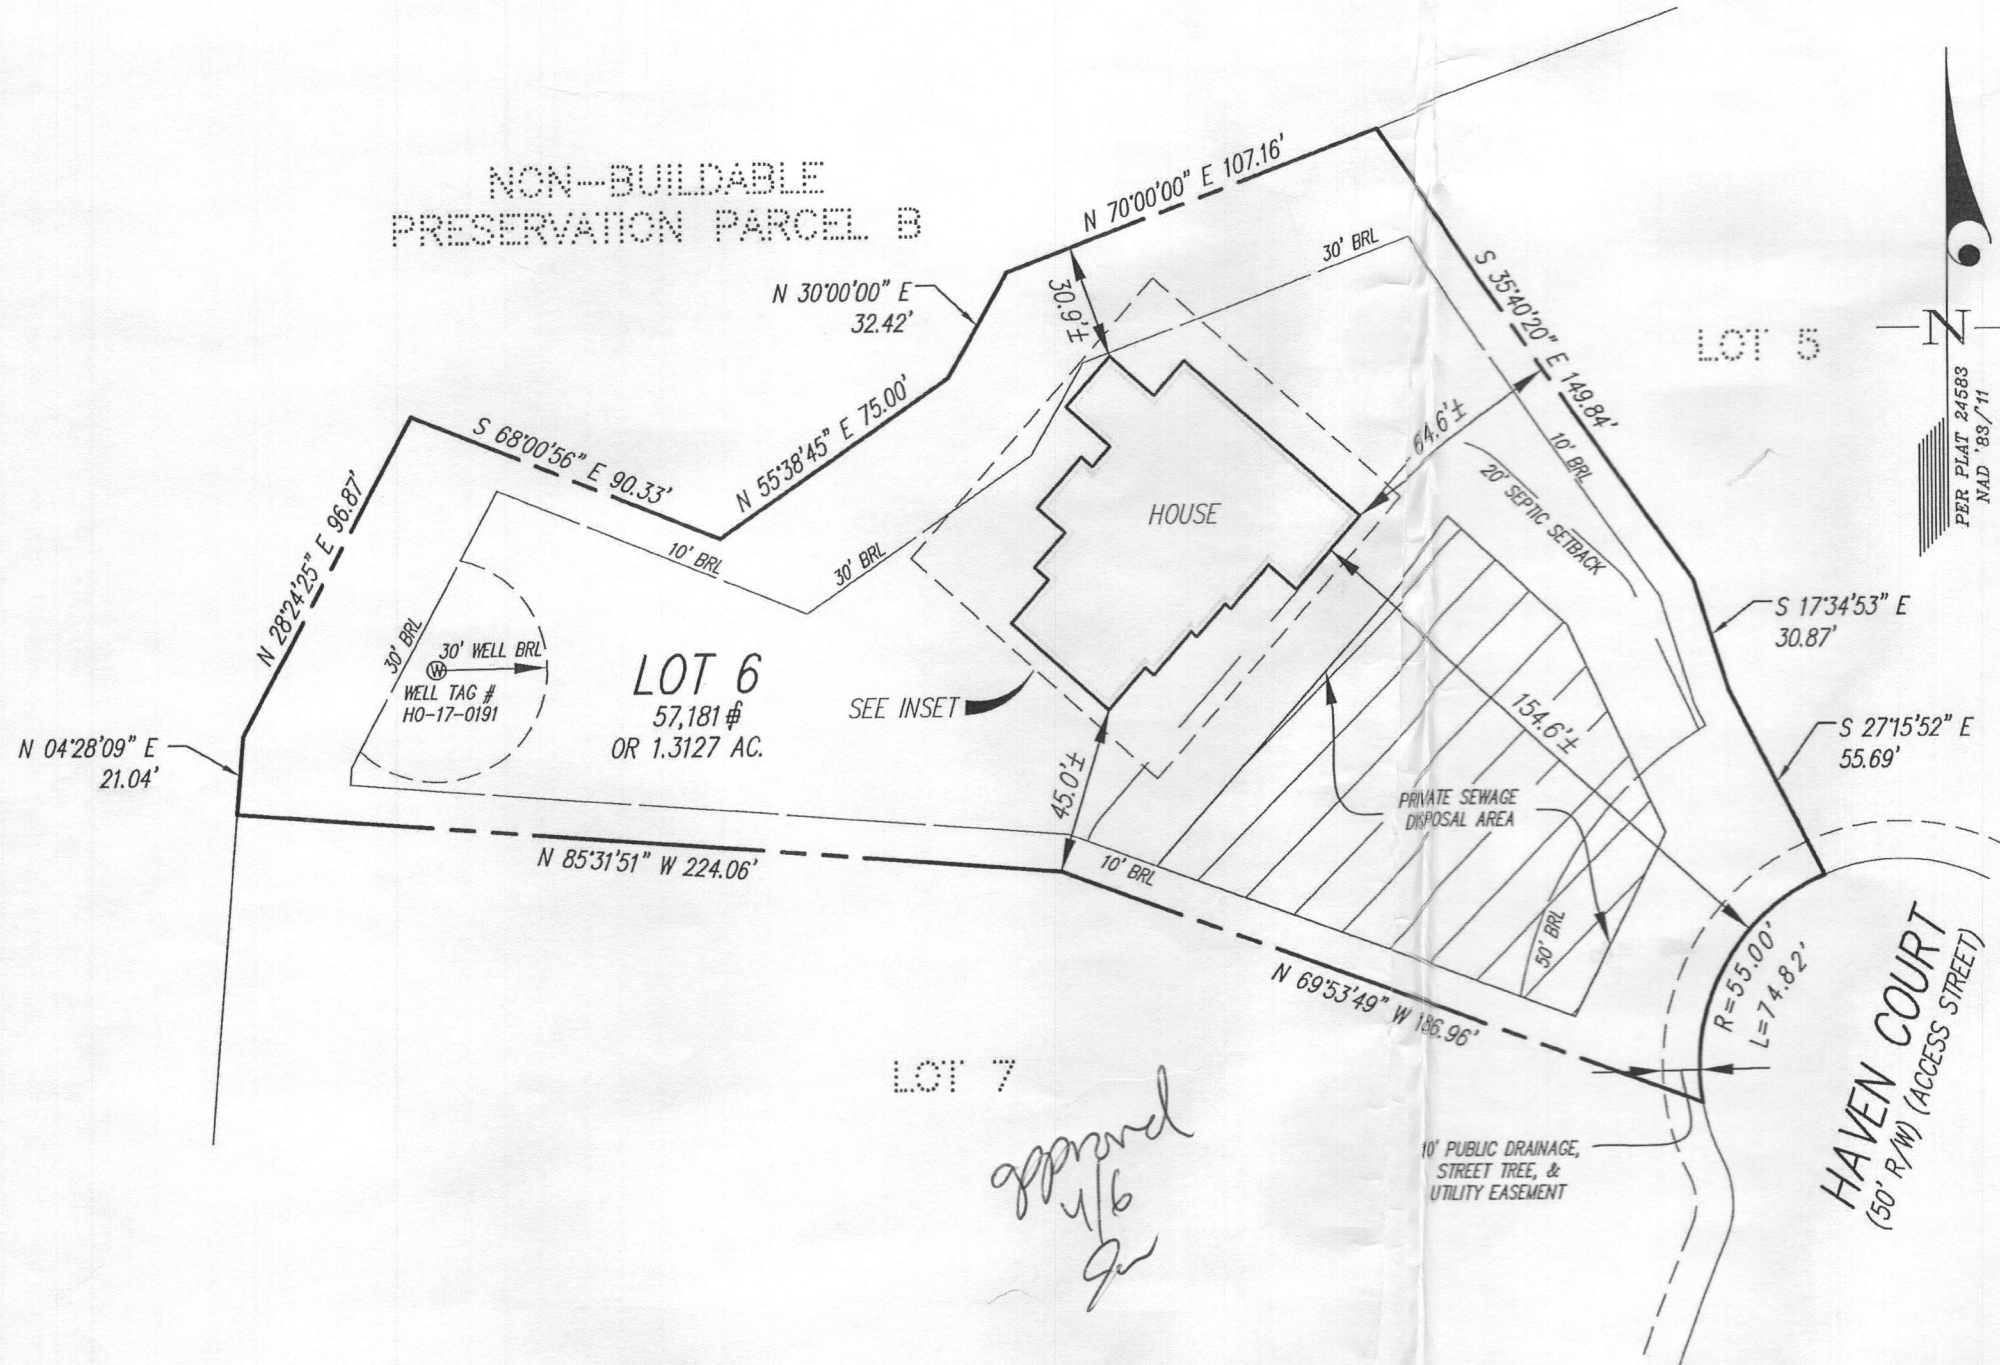 NON-BUILDABLE
PRESERVATION PARCEL B
N 70°00'00" E 107.16'
N 30°00'00" E
32.42'
30.9'±
30' BRL
S 35°40'20" E 149.84'
LOT 5
N
PER PLAT 24583
NAD '83/'11
S 68°00'56" E 90.33'
N 55°38'45" E 75.00'
64.6'±
10' BRL
20' SEPTIC SETBACK
HOUSE
N 28°24'25" E 96.87'
10' BRL
30' BRL
S 17°34'53" E
30.87'
30' BRL
30' WELL BRL
W
WELL TAG #
HO-17-0191
LOT 6
57,181
OR 1.3127 AC.
SEE INSET
154.6'±
S 27°15'52" E
55.69'
N 04°28'09" E
21.04'
45.0'±
PRIVATE SEWAGE
DISPOSAL AREA
N 85°31'51" W 224.06'
10' BRL
50' BRL
N 69°53'49" W 186.96'
R=55.00'
L=74.82'
HAVEN COURT
(50' R/W) (ACCESS STREET)
LOT 7
approved
10' PUBLIC DRAINAGE,
STREET TREE, &
UTILITY EASEMENT